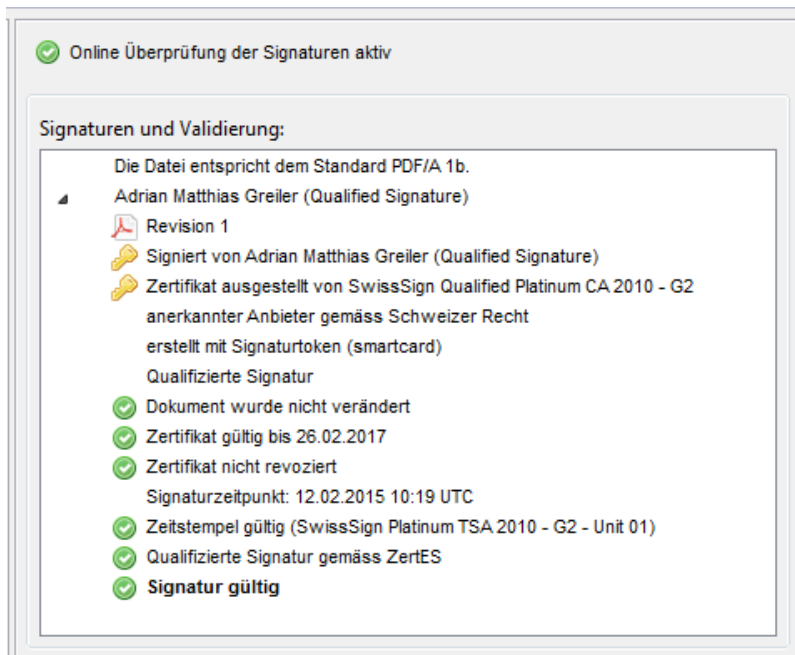 Online Überprüfung der Signaturen aktiv
Signaturen und Validierung:
Die Datei entspricht dem Standard PDF/A 1b.
Adrian Matthias Greiler (Qualified Signature)
Revision 1
Signiert von Adrian Matthias Greiler (Qualified Signature)
Zertifikat ausgestellt von SwissSign Qualified Platinum CA 2010 - G2
anerkannter Anbieter gemäss Schweizer Recht
erstellt mit Signaturtoken (smartcard)
Qualifizierte Signatur
Dokument wurde nicht verändert
Zertifikat gültig bis 26.02.2017
Zertifikat nicht revoziert
Signaturzeitpunkt: 12.02.2015 10:19 UTC
Zeitstempel gültig (SwissSign Platinum TSA 2010 - G2 - Unit 01)
Qualifizierte Signatur gemäss ZertES
Signatur gültig